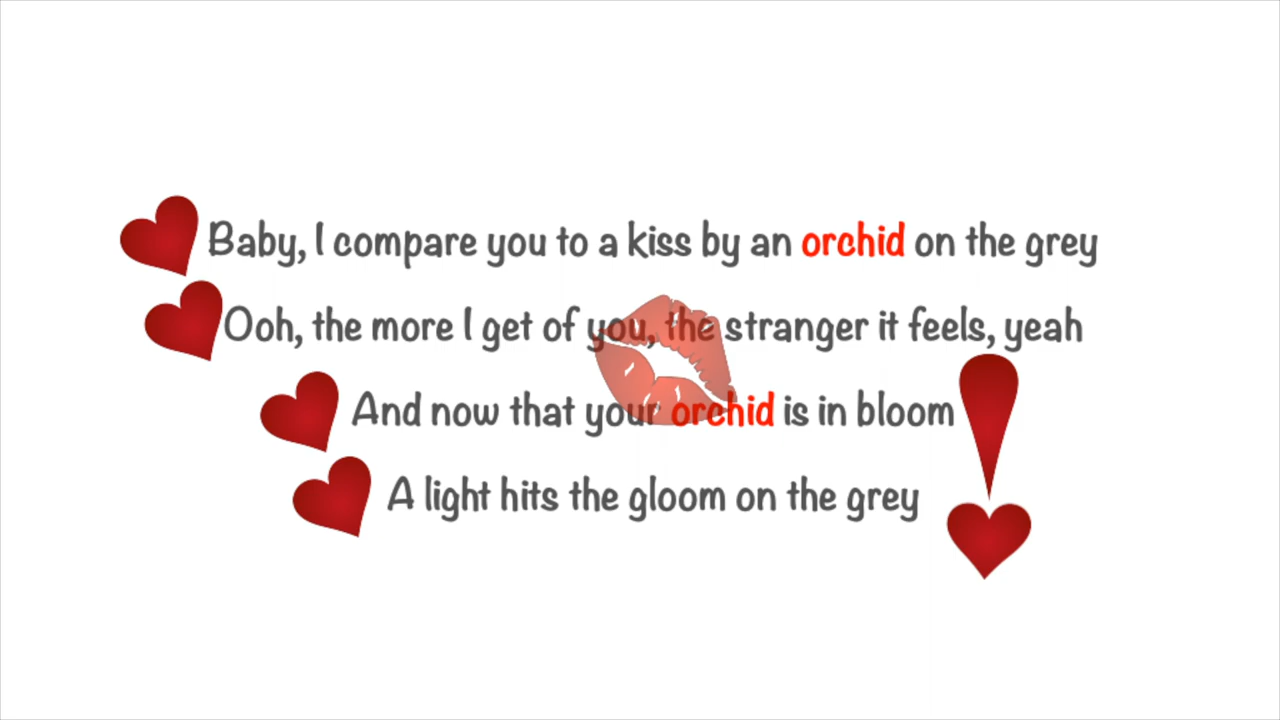 Baby, I compare you to a kiss by an orchid on the grey
Ooh, the more I get of you, the stranger it feels, yeah
And now that your orchid is in bloom
A light hits the gloom on the grey